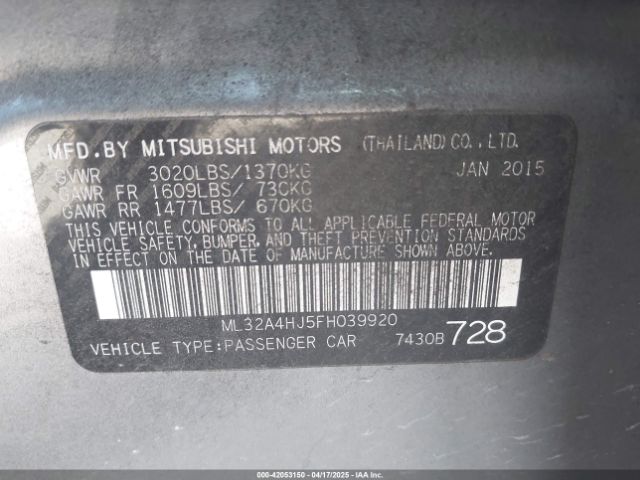 MFD.BY MITSUBISHI MOTORS (THAILAND) CO., LTD.
GVWR 3020LBS/1370KG JAN 2015
GAWR FR 1609LBS/ 730KG
GAWR RR 1477LBS/ 670KG
THIS VEHICLE CONFORMS TO ALL APPLICABLE FEDERAL MOTOR
VEHICLE SAFETY, BUMPER, AND THEFT PREVENTION STANDARDS
IN EFFECT ON THE DATE OF MANUFACTURE SHOWN ABOVE.
ML32A4HJ5FH039920
VEHICLE TYPE:PASSENGER CAR 7430B 728
000-42053150 - 04/17/2025 - IAAI.COM